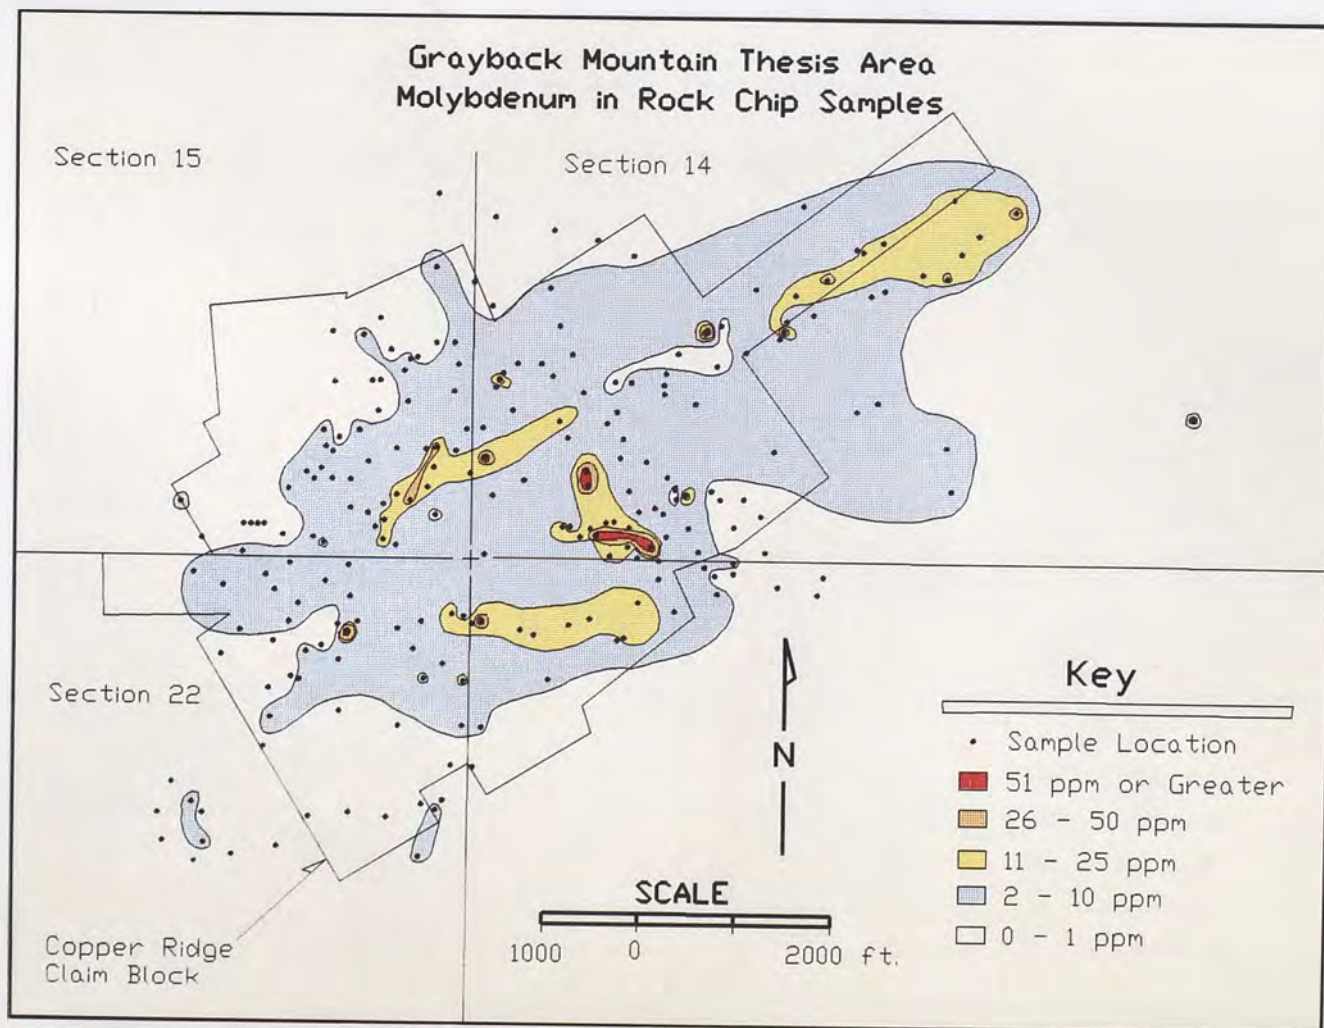 Grayback Mountain Thesis Area
Molybdenum in Rock Chip Samples
Section 15
Section 14
Section 22
Copper Ridge
Claim Block
N
SCALE
1000 0 2000 ft.
Key
Sample Location
51 ppm or Greater
26 - 50 ppm
11 - 25 ppm
2 - 10 ppm
0 - 1 ppm